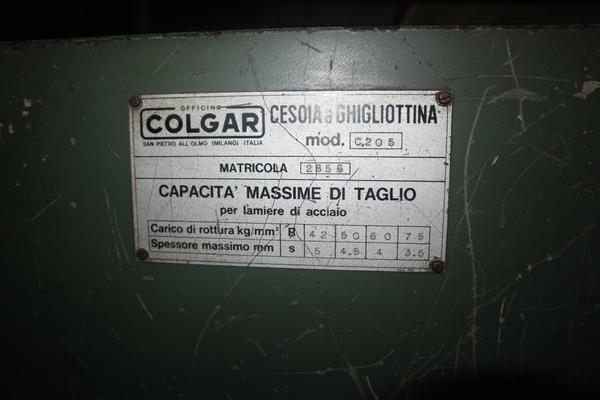 OFFICINE
COLGAR
SAN PIETRO ALL'OLMO (MILANO) ITALIA
CESOIA a GHIGLIOTTINA
mod. C.205
MATRICOLA 2856
CAPACITA' MASSIME DI TAGLIO
per lamiere di acciaio
Carico di rottura kg/mm² R 42 50 60 75
Spessore massimo mm s 5 4.5 4 3.5